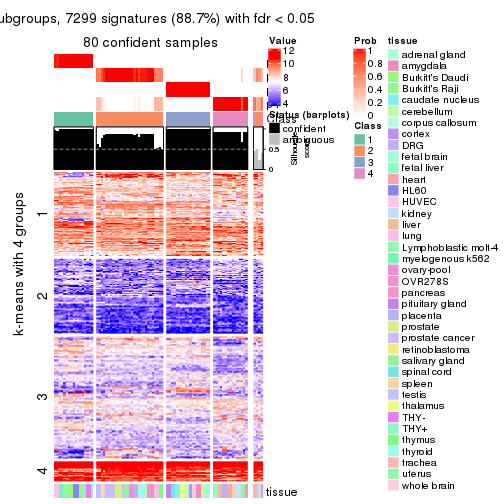 ubgroups, 7299 signatures (88.7%) with fdr < 0.05
80 confident samples
k-means with 4 groups
1
2
3
4
Class
0.5
0
Silhouette
score
tissue
Value
12
10
8
6
4
Status (barplots)
confident
ambiguous
Prob
1
0.8
0.6
0.4
0.2
0
Class
1
2
3
4
tissue
adrenal gland
amygdala
Burkitt's Daudi
Burkitt's Raji
caudate nucleus
cerebellum
corpus callosum
cortex
DRG
fetal brain
fetal liver
heart
HL60
HUVEC
kidney
liver
lung
Lymphoblastic molt-4
myelogenous k562
ovary-pool
OVR278S
pancreas
pituitary gland
placenta
prostate
prostate cancer
retinoblastoma
salivary gland
spinal cord
spleen
testis
thalamus
THY-
THY+
thymus
thyroid
trachea
uterus
whole brain